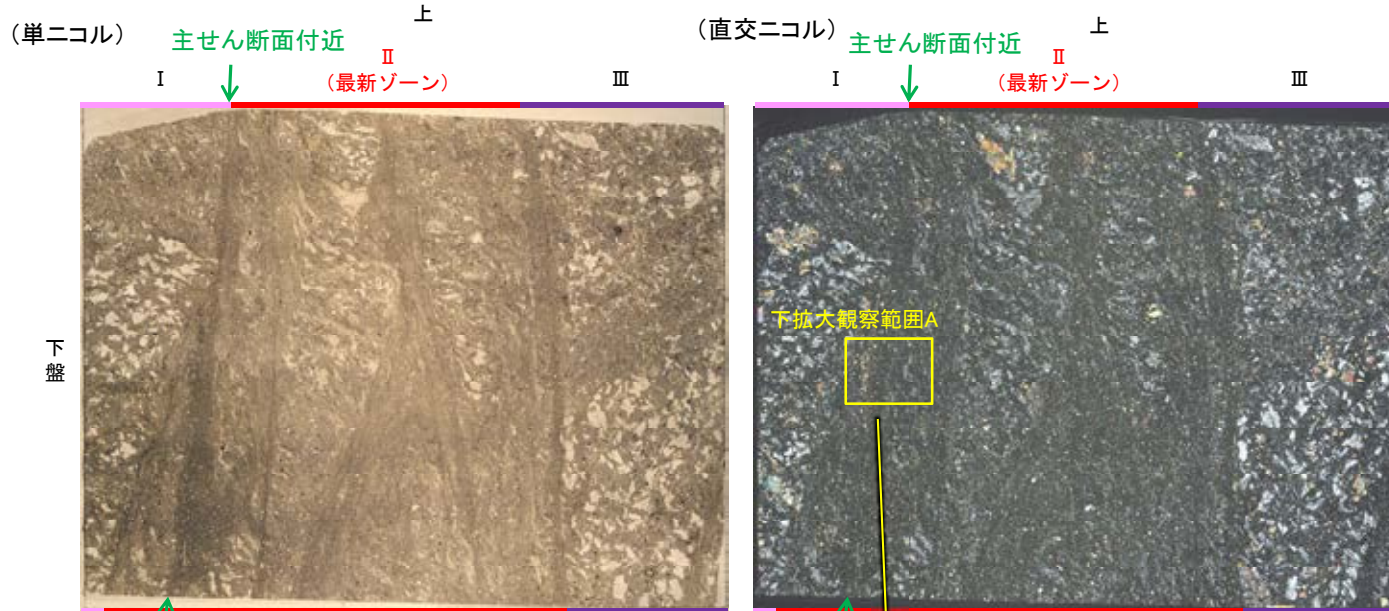 （単ニコル）
主せん断面付近
上
Ⅰ
Ⅱ
（最新ゾーン）
Ⅲ
下
盤
（直交ニコル）
主せん断面付近
上
Ⅰ
Ⅱ
（最新ゾーン）
Ⅲ
下拡大観察範囲A